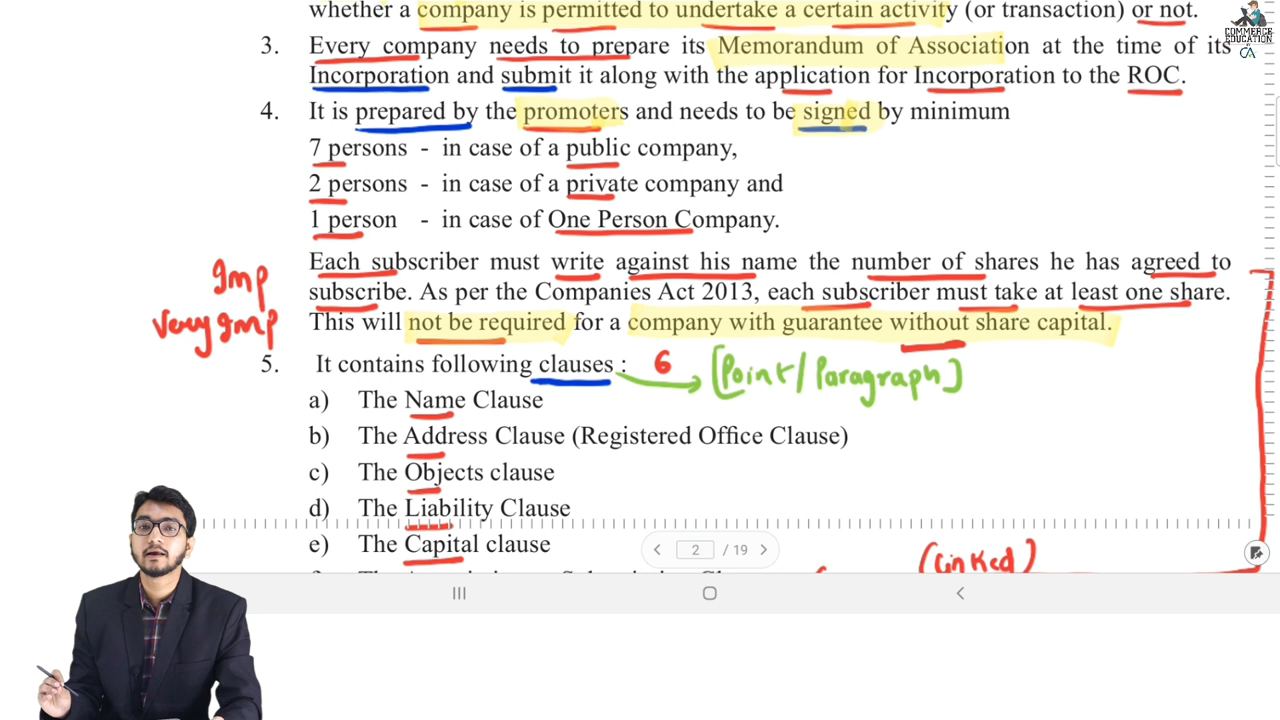 whether a company is permitted to undertake a certain activity (or transaction) or not.
COMMERCE
EDUCATION
BY
CA
3. Every company needs to prepare its Memorandum of Association at the time of its
Incorporation and submit it along with the application for Incorporation to the ROC.
4. It is prepared by the promoters and needs to be signed by minimum
7 persons - in case of a public company,
2 persons - in case of a private company and
1 person - in case of One Person Company.
Imp
Each subscriber must write against his name the number of shares he has agreed to
subscribe. As per the Companies Act 2013, each subscriber must take at least one share.
Very Imp
This will not be required for a company with guarantee without share capital.
5. It contains following clauses : 6 [Point/Paragraph]
a) The Name Clause
b) The Address Clause (Registered Office Clause)
c) The Objects clause
d) The Liability Clause
e) The Capital clause
2 / 19
(Linked)